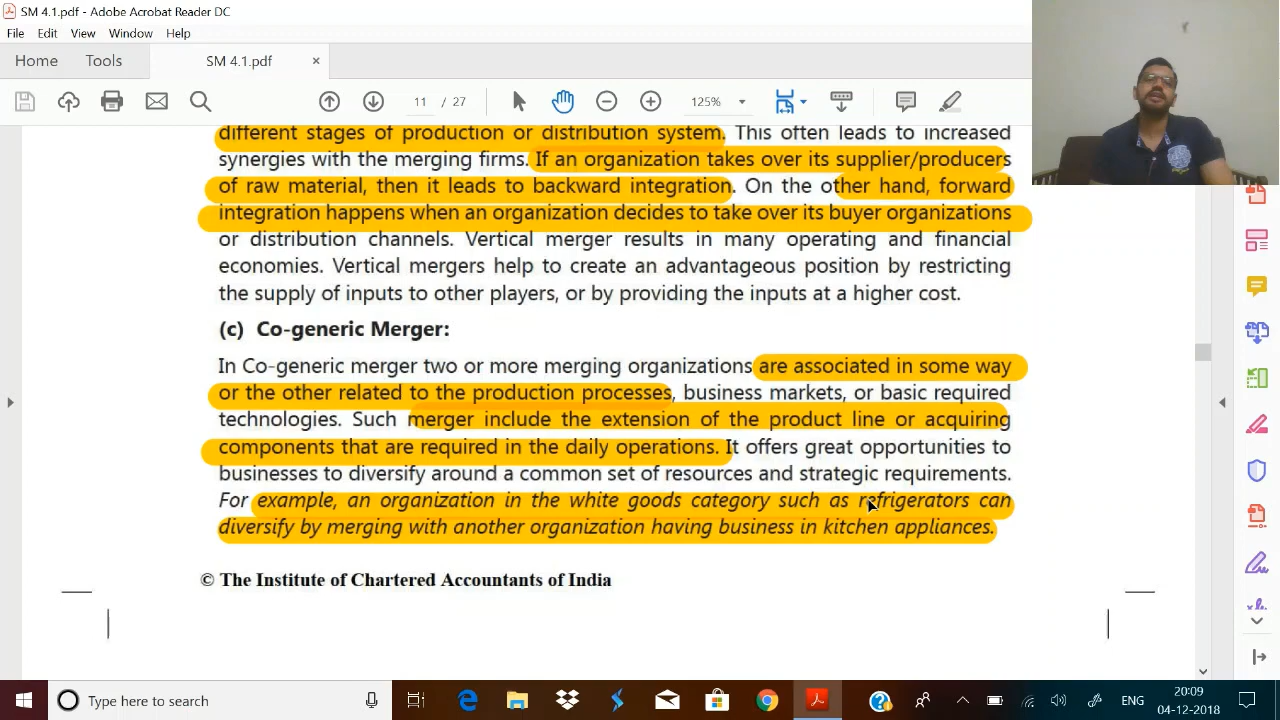 SM 4.1.pdf - Adobe Acrobat Reader DC
File Edit View Window Help
Home Tools SM 4.1.pdf ×
11 / 27 125%
different stages of production or distribution system. This often leads to increased
synergies with the merging firms. If an organization takes over its supplier/producers
of raw material, then it leads to backward integration. On the other hand, forward
integration happens when an organization decides to take over its buyer organizations
or distribution channels. Vertical merger results in many operating and financial
economies. Vertical mergers help to create an advantageous position by restricting
the supply of inputs to other players, or by providing the inputs at a higher cost.
(c) Co-generic Merger:
In Co-generic merger two or more merging organizations are associated in some way
or the other related to the production processes, business markets, or basic required
technologies. Such merger include the extension of the product line or acquiring
components that are required in the daily operations. It offers great opportunities to
businesses to diversify around a common set of resources and strategic requirements.
For example, an organization in the white goods category such as refrigerators can
diversify by merging with another organization having business in kitchen appliances.
© The Institute of Chartered Accountants of India
Type here to search
ENG
20:09
04-12-2018